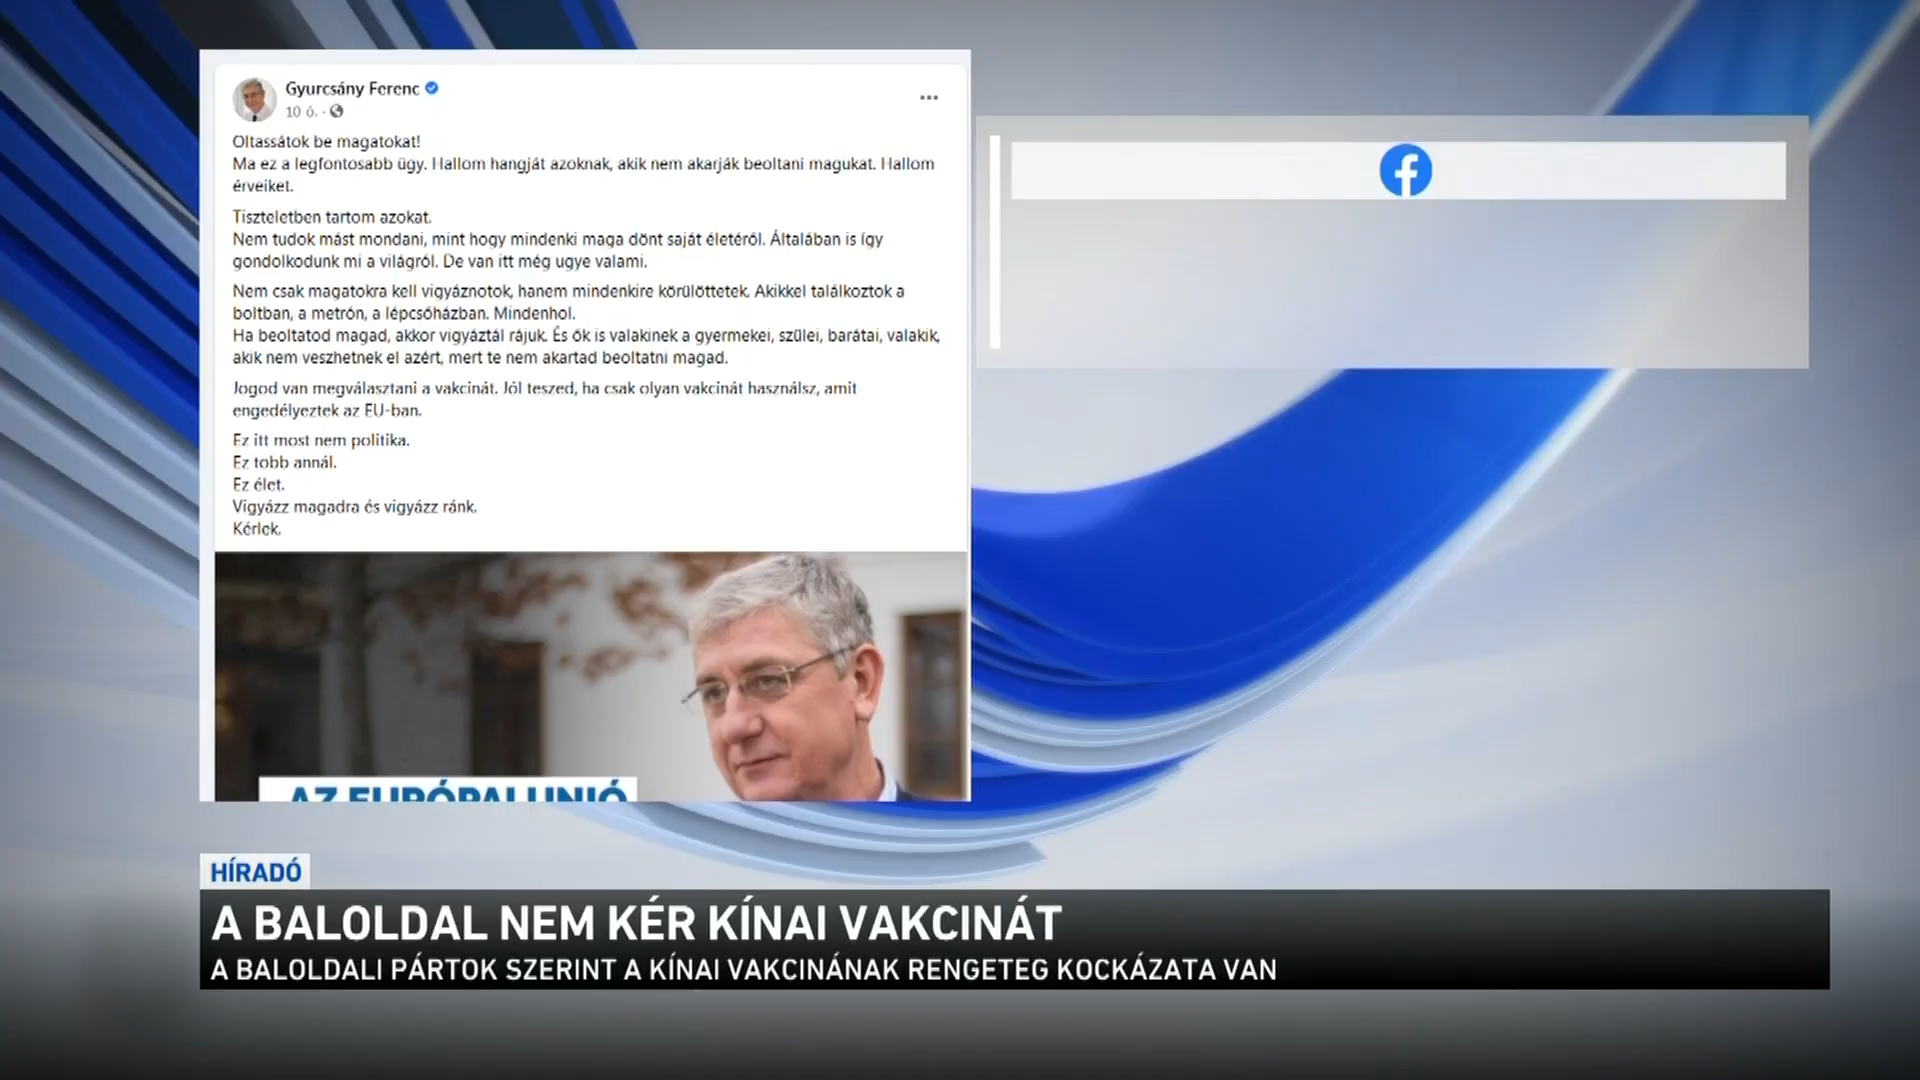 Gyurcsány Ferenc
10 ó. ·
Oltassátok be magatokat!
Ma ez a legfontosabb ügy. Hallom hangját azoknak, akik nem akarják beoltani magukat. Hallom
érveiket.
Tiszteletben tartom azokat.
Nem tudok mást mondani, mint hogy mindenki maga dönt saját életéről. Általában is így
gondolkodunk mi a világról. De van itt még ugye valami.
Nem csak magatokra kell vigyáznotok, hanem mindenkire körülöttetek. Akikkel találkoztok a
boltban, a metrón, a lépcsőházban. Mindenhol.
Ha beoltatod magad, akkor vigyáztál rájuk. És ők is valakinek a gyermekei, szülei, barátai, valakik,
akik nem veszhetnek el azért, mert te nem akartad beoltatni magad.
Jogod van megválasztani a vakcinát. Jól teszed, ha csak olyan vakcinát használsz, amit
engedélyeztek az EU-ban.
Ez itt most nem politika.
Ez több annál.
Ez élet.
Vigyázz magadra és vigyázz ránk.
Kérlek.
AZ EURÓPAI UNIÓ
HÍRADÓ
A BALOLDAL NEM KÉR KÍNAI VAKCINÁT
A BALOLDALI PÁRTOK SZERINT A KÍNAI VAKCINÁNAK RENGETEG KOCKÁZATA VAN